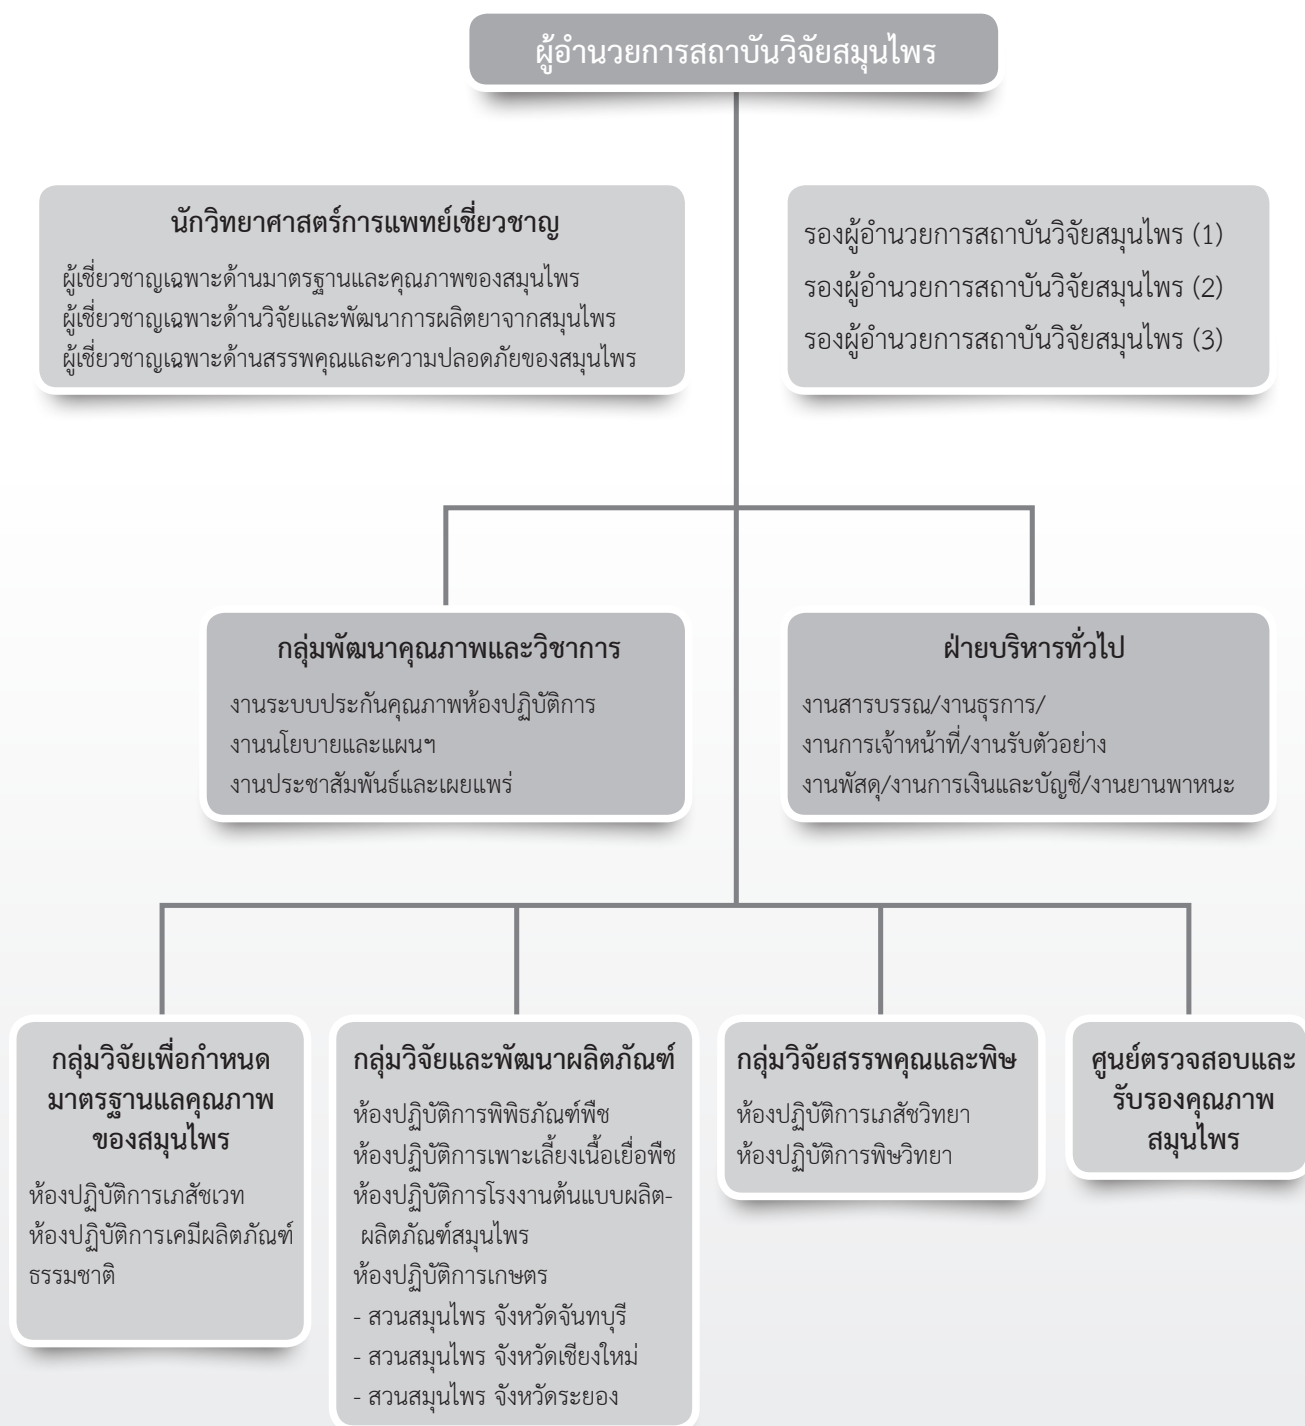 ผู้อำนวยการสถาบันวิจัยสมุนไพร
นักวิทยาศาสตร์การแพทย์เชี่ยวชาญ
ผู้เชี่ยวชาญเฉพาะด้านมาตรฐานและคุณภาพของสมุนไพร
ผู้เชี่ยวชาญเฉพาะด้านวิจัยและพัฒนาการผลิตยาจากสมุนไพร
ผู้เชี่ยวชาญเฉพาะด้านสรรพคุณและความปลอดภัยของสมุนไพร
รองผู้อำนวยการสถาบันวิจัยสมุนไพร (1)
รองผู้อำนวยการสถาบันวิจัยสมุนไพร (2)
รองผู้อำนวยการสถาบันวิจัยสมุนไพร (3)
กลุ่มพัฒนาคุณภาพและวิชาการ
งานระบบประกันคุณภาพห้องปฏิบัติการ
งานนโยบายและแผนฯ
งานประชาสัมพันธ์และเผยแพร่
ฝ่ายบริหารทั่วไป
งานสารบรรณ/งานธุรการ/
งานการเจ้าหน้าที่/งานรับตัวอย่าง
งานพัสดุ/งานการเงินและบัญชี/งานยานพาหนะ
กลุ่มวิจัยเพื่อกำหนด
มาตรฐานแลคุณภาพ
ของสมุนไพร
ห้องปฏิบัติการเภสัชเวท
ห้องปฏิบัติการเคมีผลิตภัณฑ์
ธรรมชาติ
กลุ่มวิจัยและพัฒนาผลิตภัณฑ์
ห้องปฏิบัติการพิพิธภัณฑ์พืช
ห้องปฏิบัติการเพาะเลี้ยงเนื้อเยื่อพืช
ห้องปฏิบัติการโรงงานต้นแบบผลิต-
ผลิตภัณฑ์สมุนไพร
ห้องปฏิบัติการเกษตร
- สวนสมุนไพร จังหวัดจันทบุรี
- สวนสมุนไพร จังหวัดเชียงใหม่
- สวนสมุนไพร จังหวัดระยอง
กลุ่มวิจัยสรรพคุณและพิษ
ห้องปฏิบัติการเภสัชวิทยา
ห้องปฏิบัติการพิษวิทยา
ศูนย์ตรวจสอบและ
รับรองคุณภาพ
สมุนไพร